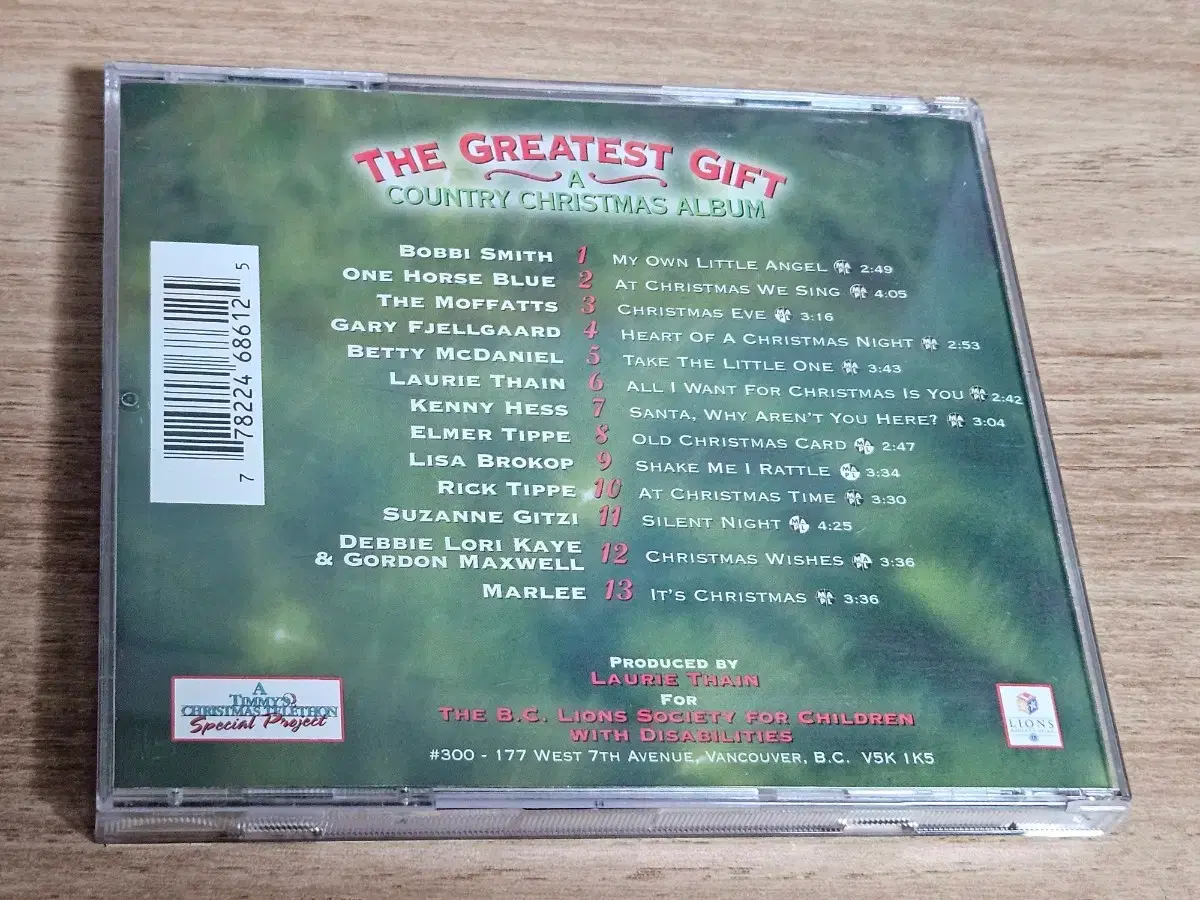 THE GREATEST GIFT
A
COUNTRY CHRISTMAS ALBUM
BOBBI SMITH 1 MY OWN LITTLE ANGEL 2:49
ONE HORSE BLUE 2 AT CHRISTMAS WE SING 4:05
THE MOFFATTS 3 CHRISTMAS EVE 3:16
GARY FJELLGAARD 4 HEART OF A CHRISTMAS NIGHT 2:53
BETTY MCDANIEL 5 TAKE THE LITTLE ONE 3:43
LAURIE THAIN 6 ALL I WANT FOR CHRISTMAS IS YOU 2:42
KENNY HESS 7 SANTA, WHY AREN'T YOU HERE? 3:04
ELMER TIPPE 8 OLD CHRISTMAS CARD 2:47
LISA BROKOP 9 SHAKE ME I RATTLE 3:34
RICK TIPPE 10 AT CHRISTMAS TIME 3:30
SUZANNE GITZI 11 SILENT NIGHT 4:25
DEBBIE LORI KAYE
& GORDON MAXWELL 12 CHRISTMAS WISHES 3:36
MARLEE 13 IT'S CHRISTMAS 3:36
7 78224 68612 5
A
TIMMY'S
CHRISTMAS TELETHON
Special Project
PRODUCED BY
LAURIE THAIN
FOR
THE B.C. LIONS SOCIETY FOR CHILDREN
WITH DISABILITIES
#300 - 177 WEST 7TH AVENUE, VANCOUVER, B.C. V5K 1K5
LIONS